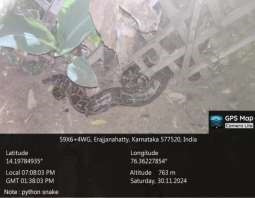 GPS Map
Camera Lite
59X6+4WG, Erajjanahatty, Karnataka 577520, India
Latitude
Longitude
14.19784935°
76.36227854°
Local 07:08:03 PM
Altitude 763 m
GMT 01:38:03 PM
Saturday, 30.11.2024
Note : python snake